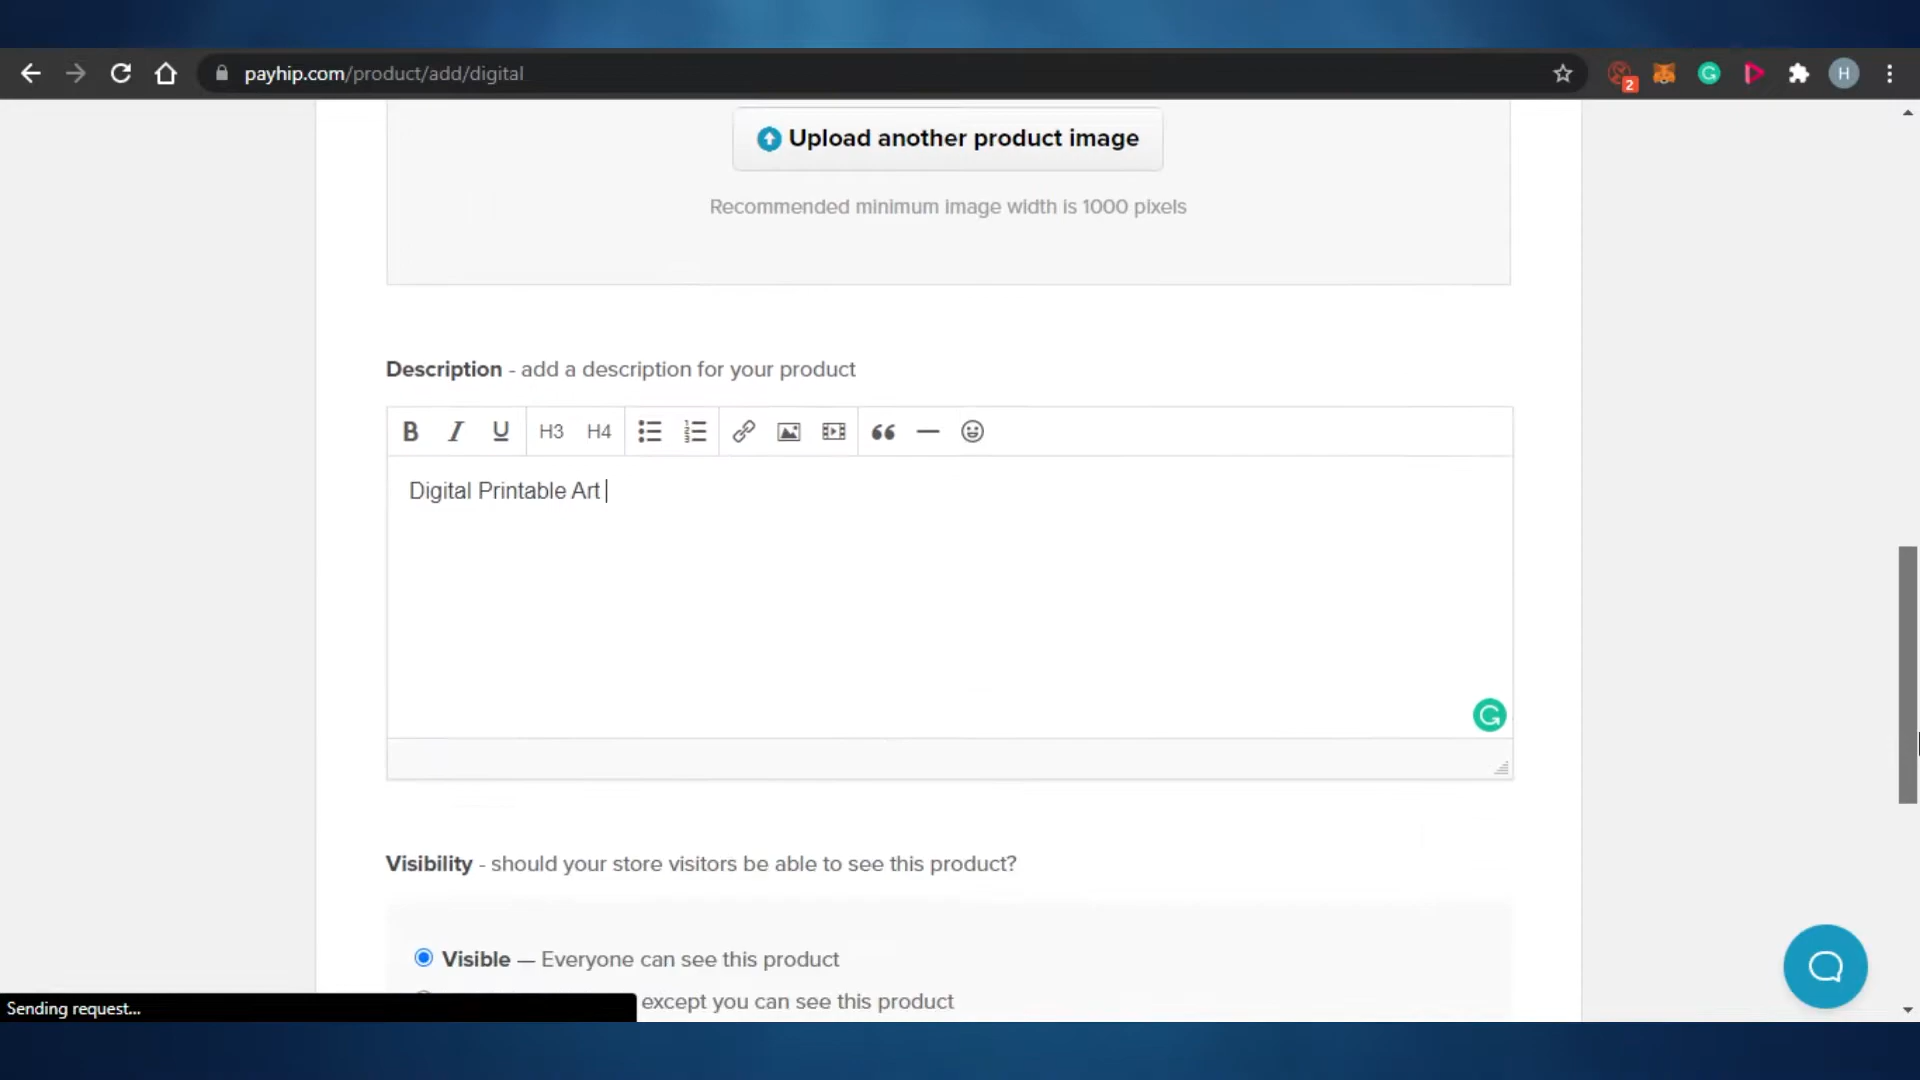 payhip.com/product/add/digital
2
H
Upload another product image
Recommended minimum image width is 1000 pixels
Description - add a description for your product
B I U H3 H4
Digital Printable Art
Visibility - should your store visitors be able to see this product?
Visible — Everyone can see this product
except you can see this product
Sending request...